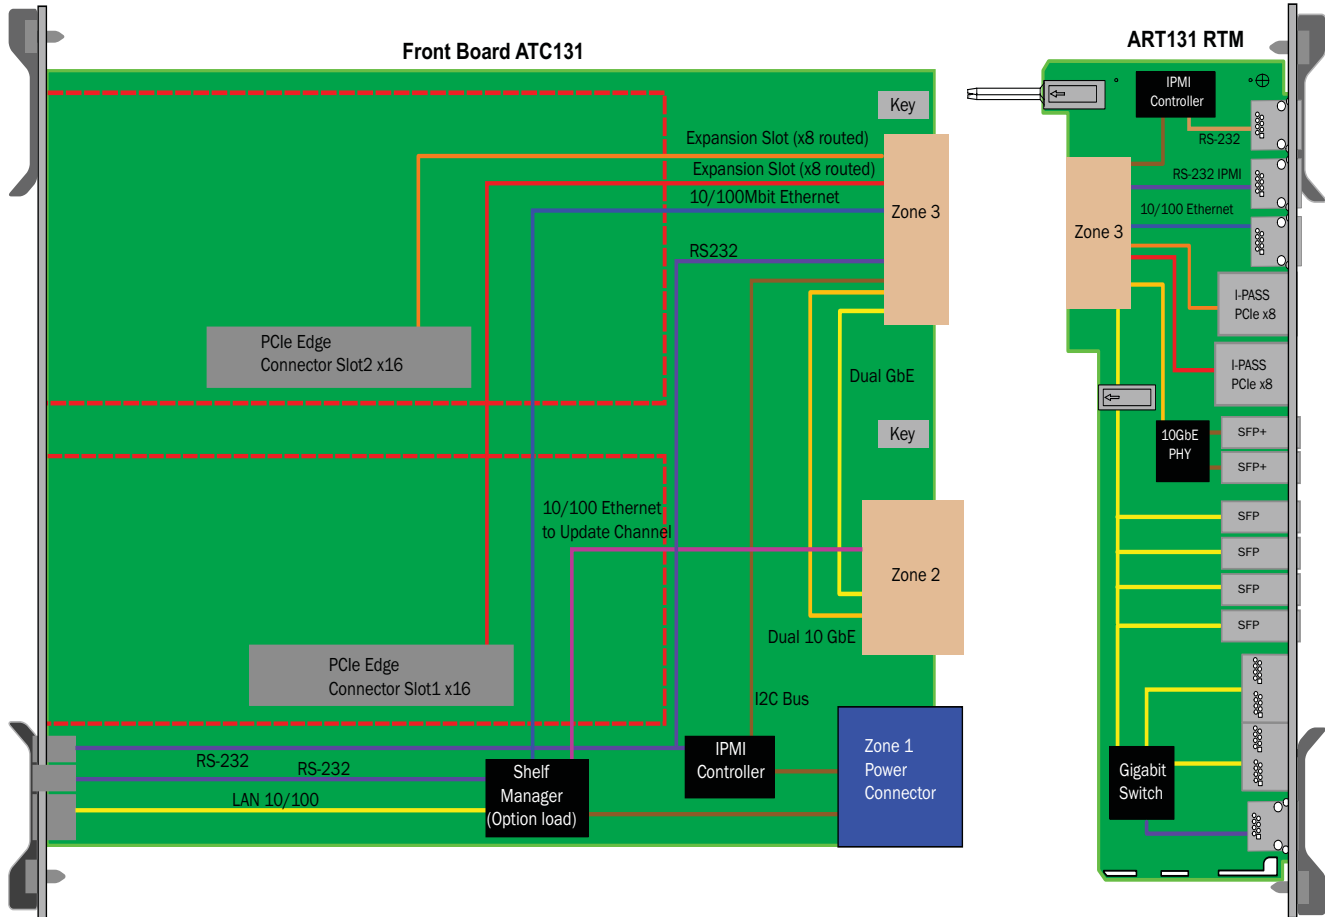 Front Board ATC131
Key
Expansion Slot (x8 routed)
Expansion Slot (x8 routed)
10/100Mbit Ethernet
Zone 3
RS232
PCIe Edge
Connector Slot2 x16
Dual GbE
Key
10/100 Ethernet
to Update Channel
Zone 2
Dual 10 GbE
PCIe Edge
Connector Slot1 x16
I2C Bus
RS-232
RS-232
LAN 10/100
Shelf
Manager
(Option load)
IPMI
Controller
Zone 1
Power
Connector
ART131 RTM
IPMI
Controller
RS-232
RS-232 IPMI
10/100 Ethernet
Zone 3
I-PASS
PCIe x8
I-PASS
PCIe x8
10GbE
PHY
SFP+
SFP+
SFP
SFP
SFP
SFP
Gigabit
Switch